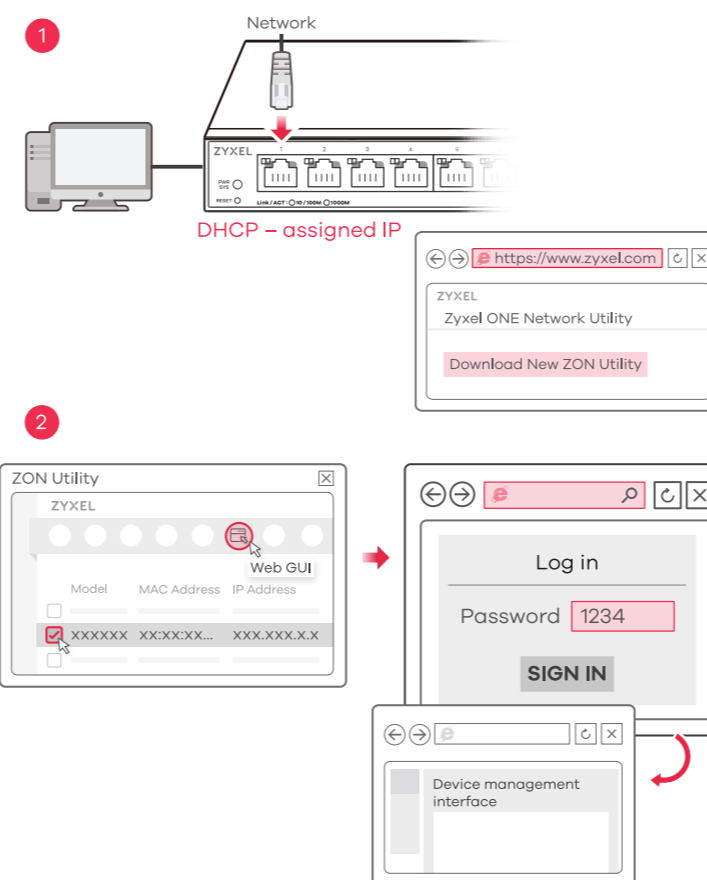 1
Network
ZYXEL
1 2 3 4 5
PWR
SYS
RESET
Link / ACT : 10 / 100M 1000M
DHCP – assigned IP
https://www.zyxel.com
ZYXEL
Zyxel ONE Network Utility
Download New ZON Utility
2
ZON Utility
ZYXEL
Web GUI
Model MAC Address IP Address
XXXXXX XX:XX:XX... XXX.XXX.X.X
Log in
Password 1234
SIGN IN
Device management
interface